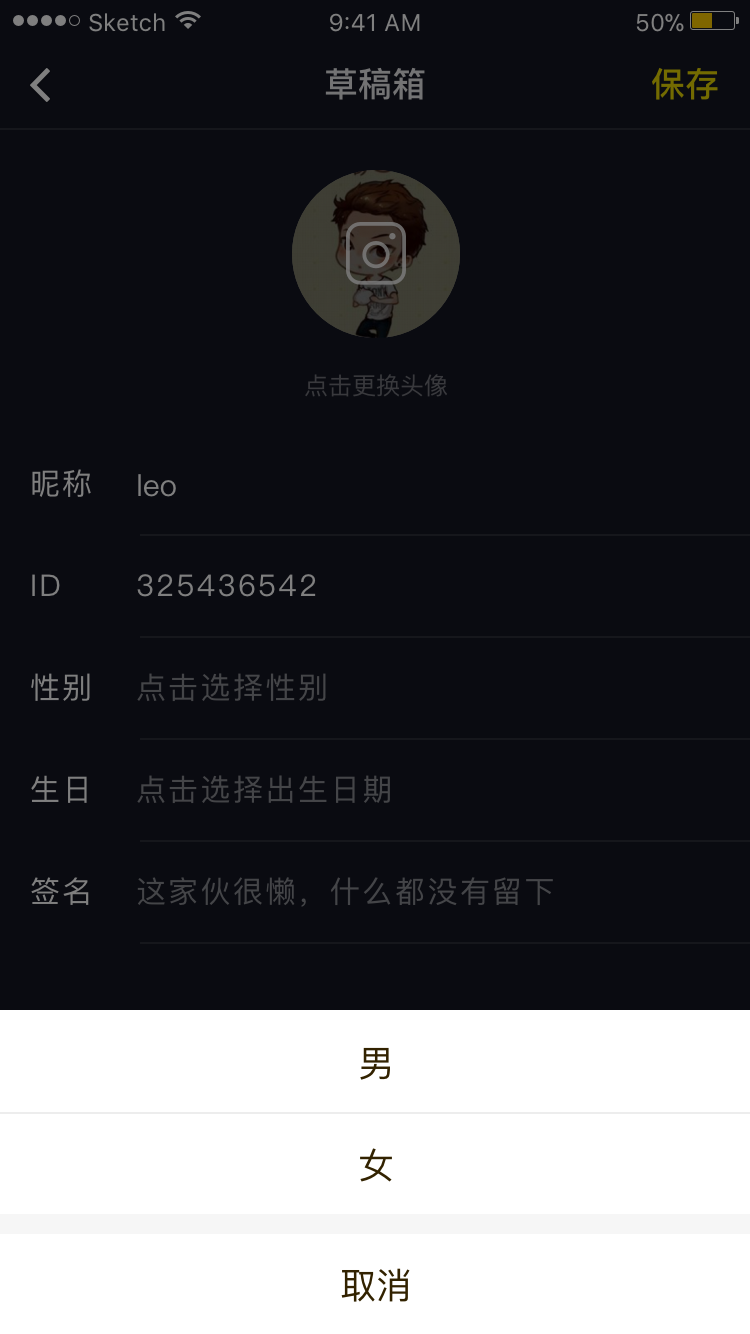 Sketch 9:41 AM 50%
草稿箱 保存
点击更换头像
昵称 leo
ID 325436542
性别 点击选择性别
生日 点击选择出生日期
签名 这家伙很懒，什么都没有留下
男
女
取消